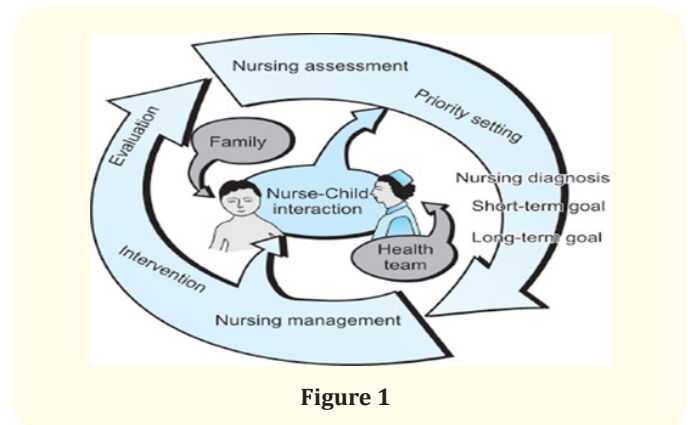 Nursing assessment
Priority setting
Nursing diagnosis
Short-term goal
Long-term goal
Evaluation
Family
Nurse-Child
interaction
Health
team
Intervention
Nursing management
Figure 1